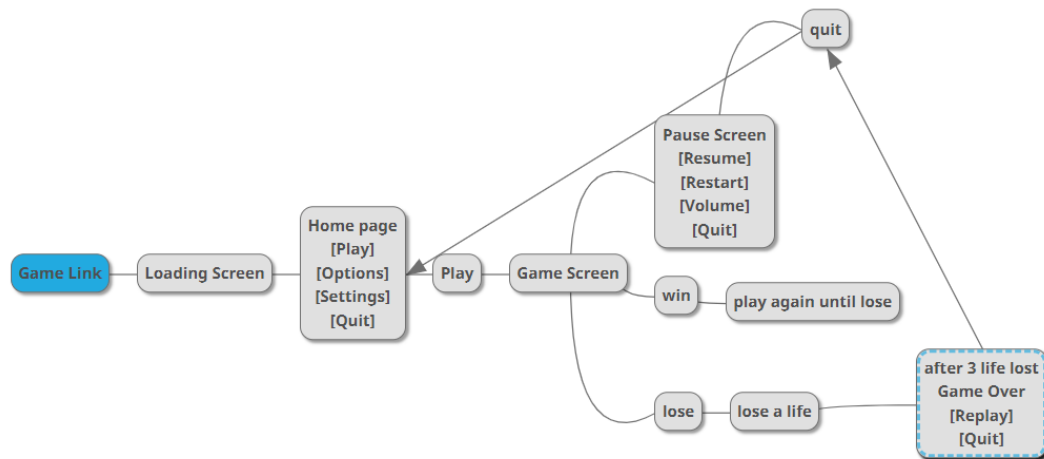 Game Link
Loading Screen
Home page
[Play]
[Options]
[Settings]
[Quit]
Play
Game Screen
Pause Screen
[Resume]
[Restart]
[Volume]
[Quit]
quit
win
play again until lose
lose
lose a life
after 3 life lost
Game Over
[Replay]
[Quit]